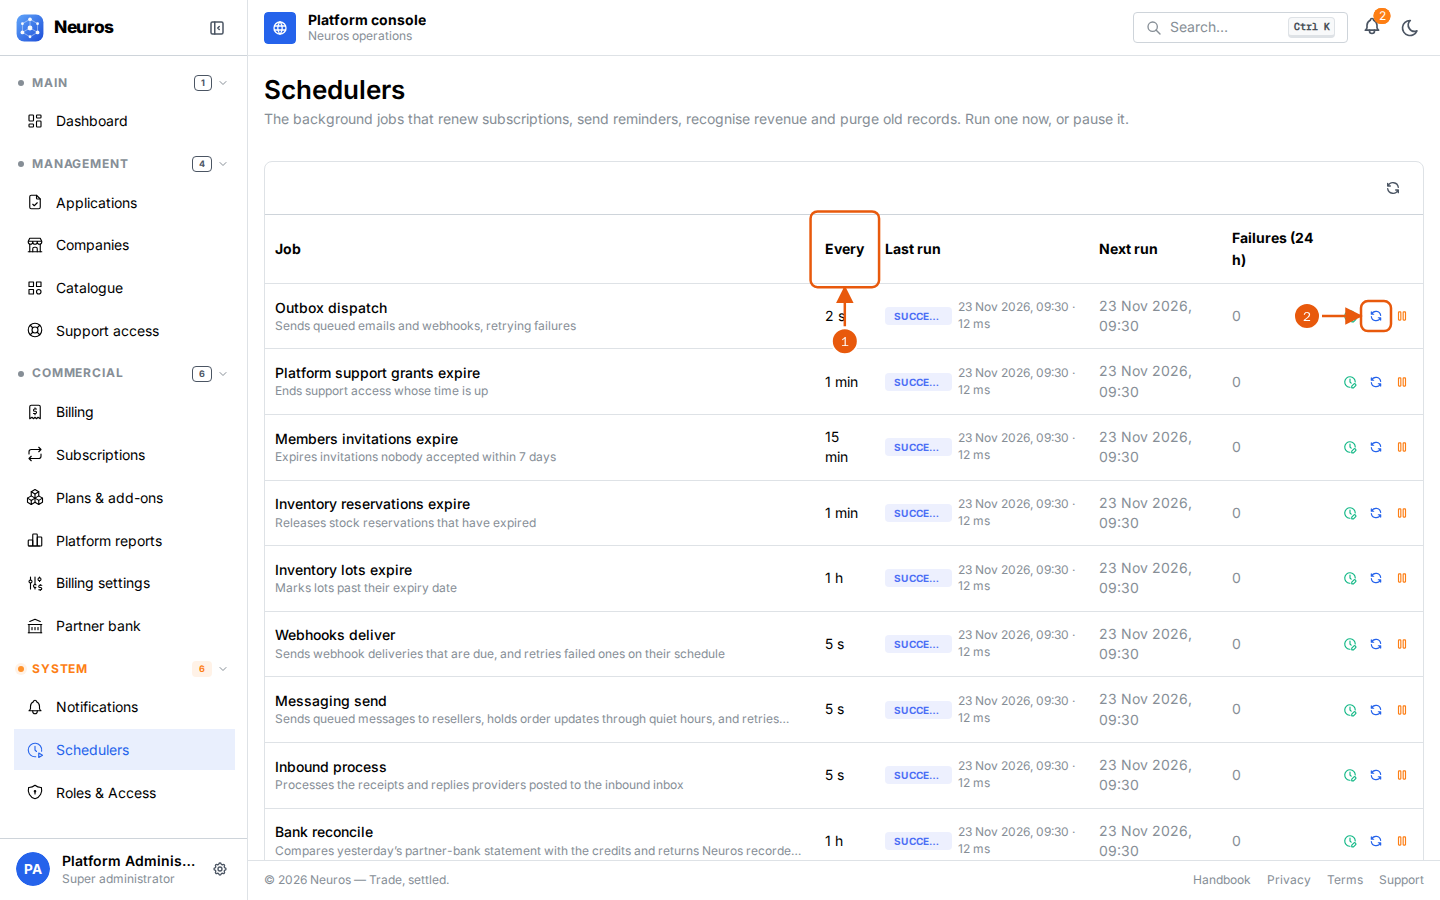 Neuros
Platform console
Neuros operations
Search...
Ctrl K
2
MAIN
1
Dashboard
MANAGEMENT
4
Applications
Companies
Catalogue
Support access
COMMERCIAL
6
Billing
Subscriptions
Plans & add-ons
Platform reports
Billing settings
Partner bank
SYSTEM
6
Notifications
Schedulers
Roles & Access
PA
Platform Adminis...
Super administrator
Schedulers
The background jobs that renew subscriptions, send reminders, recognise revenue and purge old records. Run one now, or pause it.
Job
Every
Last run
Next run
Failures (24
h)
Outbox dispatch
Sends queued emails and webhooks, retrying failures
2 s
SUCCE...
23 Nov 2026, 09:30 ·
12 ms
23 Nov 2026,
09:30
0
1
2
Platform support grants expire
Ends support access whose time is up
1 min
SUCCE...
23 Nov 2026, 09:30 ·
12 ms
23 Nov 2026,
09:30
0
Members invitations expire
Expires invitations nobody accepted within 7 days
15
min
SUCCE...
23 Nov 2026, 09:30 ·
12 ms
23 Nov 2026,
09:30
0
Inventory reservations expire
Releases stock reservations that have expired
1 min
SUCCE...
23 Nov 2026, 09:30 ·
12 ms
23 Nov 2026,
09:30
0
Inventory lots expire
Marks lots past their expiry date
1 h
SUCCE...
23 Nov 2026, 09:30 ·
12 ms
23 Nov 2026,
09:30
0
Webhooks deliver
Sends webhook deliveries that are due, and retries failed ones on their schedule
5 s
SUCCE...
23 Nov 2026, 09:30 ·
12 ms
23 Nov 2026,
09:30
0
Messaging send
Sends queued messages to resellers, holds order updates through quiet hours, and retries...
5 s
SUCCE...
23 Nov 2026, 09:30 ·
12 ms
23 Nov 2026,
09:30
0
Inbound process
Processes the receipts and replies providers posted to the inbound inbox
5 s
SUCCE...
23 Nov 2026, 09:30 ·
12 ms
23 Nov 2026,
09:30
0
Bank reconcile
Compares yesterday's partner-bank statement with the credits and returns Neuros recorde...
1 h
SUCCE...
23 Nov 2026, 09:30 ·
12 ms
23 Nov 2026,
09:30
0
© 2026 Neuros — Trade, settled.
Handbook
Privacy
Terms
Support